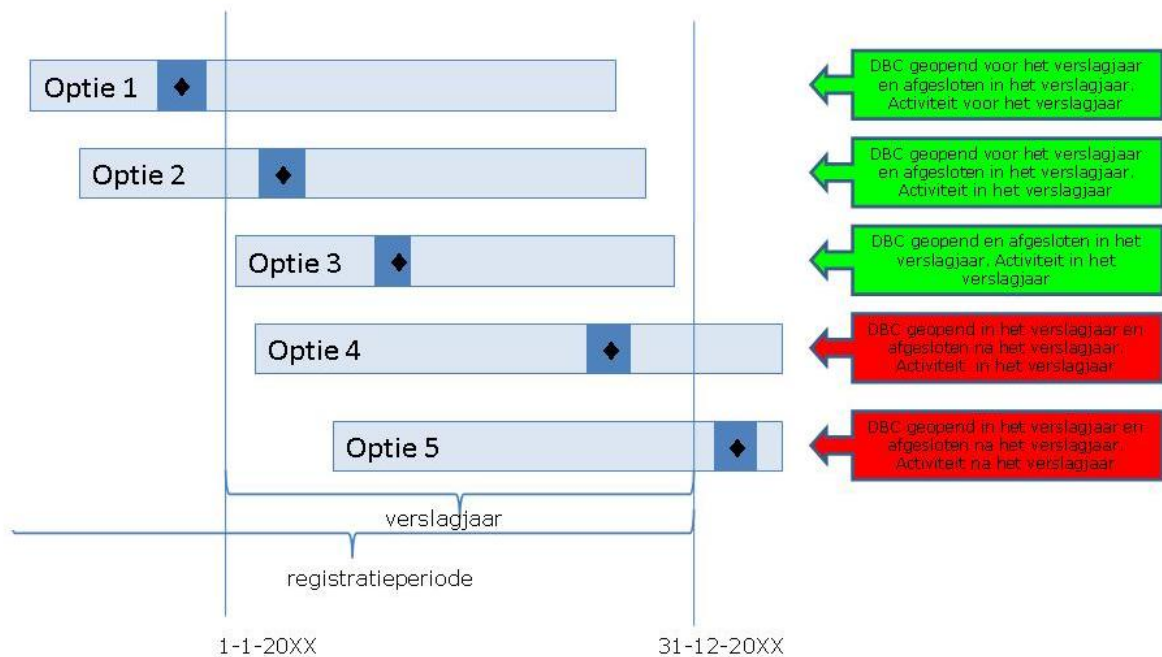 Optie 1
DBC geopend voor het verslagjaar
en afgesloten in het verslagjaar.
Activiteit voor het verslagjaar
Optie 2
DBC geopend voor het verslagjaar
en afgesloten in het verslagjaar.
Activiteit in het verslagjaar
Optie 3
DBC geopend en afgesloten in het
verslagjaar. Activiteit in het
verslagjaar
Optie 4
DBC geopend in het verslagjaar en
afgesloten na het verslagjaar.
Activiteit in het verslagjaar
Optie 5
DBC geopend in het verslagjaar en
afgesloten na het verslagjaar.
Activiteit na het verslagjaar
verslagjaar
registratieperiode
1-1-20XX
31-12-20XX